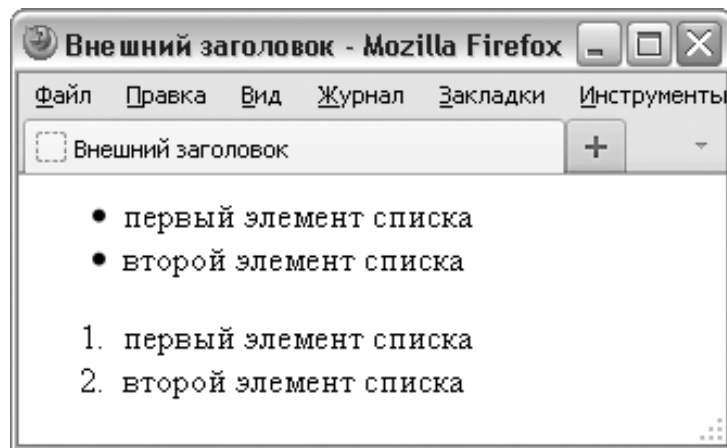 Внешний заголовок - Mozilla Firefox
Файл Правка Вид Журнал Закладки Инструменты
Внешний заголовок +
• первый элемент списка
• второй элемент списка
1. первый элемент списка
2. второй элемент списка